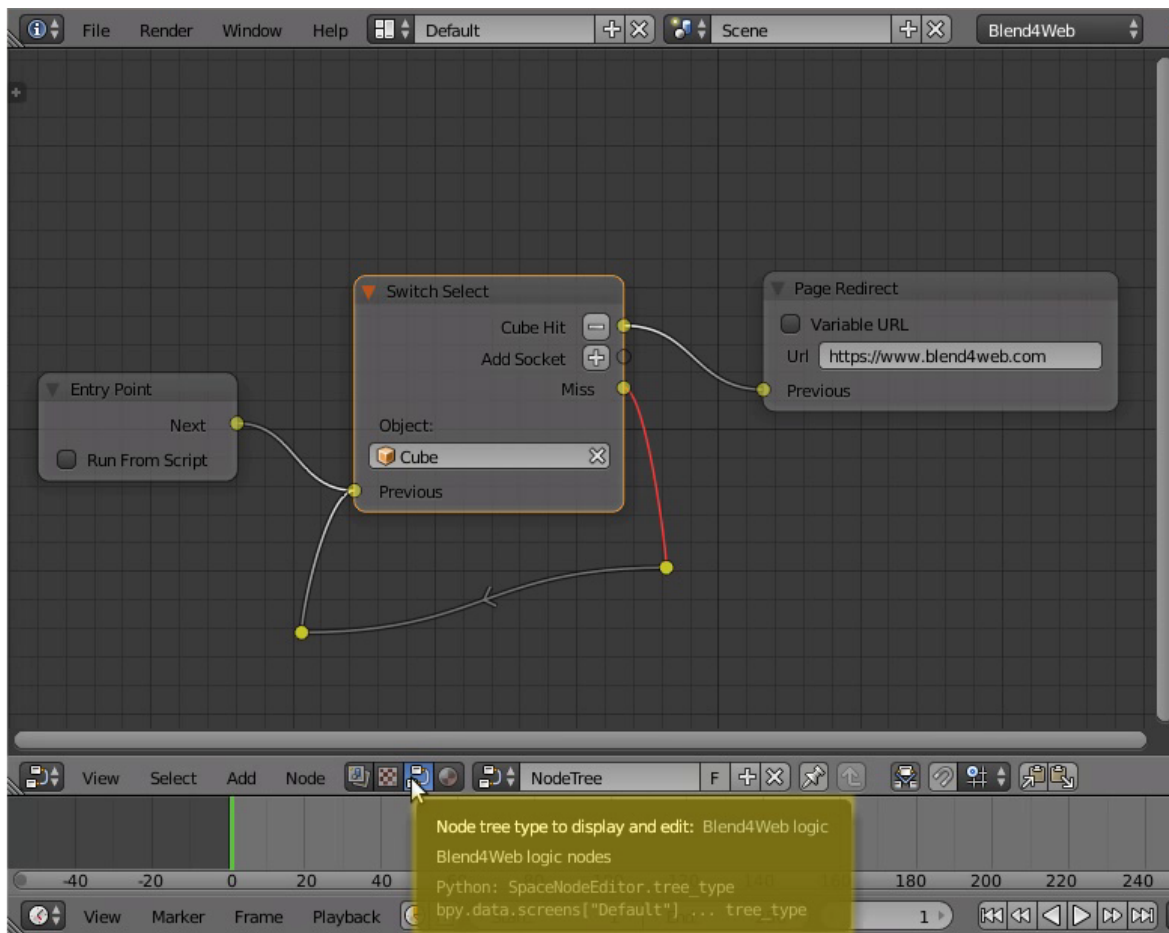 File Render Window Help Default Scene Blend4Web
Switch Select
Cube Hit
Add Socket
Miss
Object:
Cube
Previous
Page Redirect
Variable URL
Url https://www.blend4web.com
Previous
Entry Point
Next
Run From Script
View Select Add Node NodeTree F
Node tree type to display and edit: Blend4Web logic
Blend4Web logic nodes
Python: SpaceNodeEditor.tree_type
bpy.data.screens["Default"] ... tree_type
-40 -20 0 20 40 140 160 180 200 220 240
View Marker Frame Playback 1